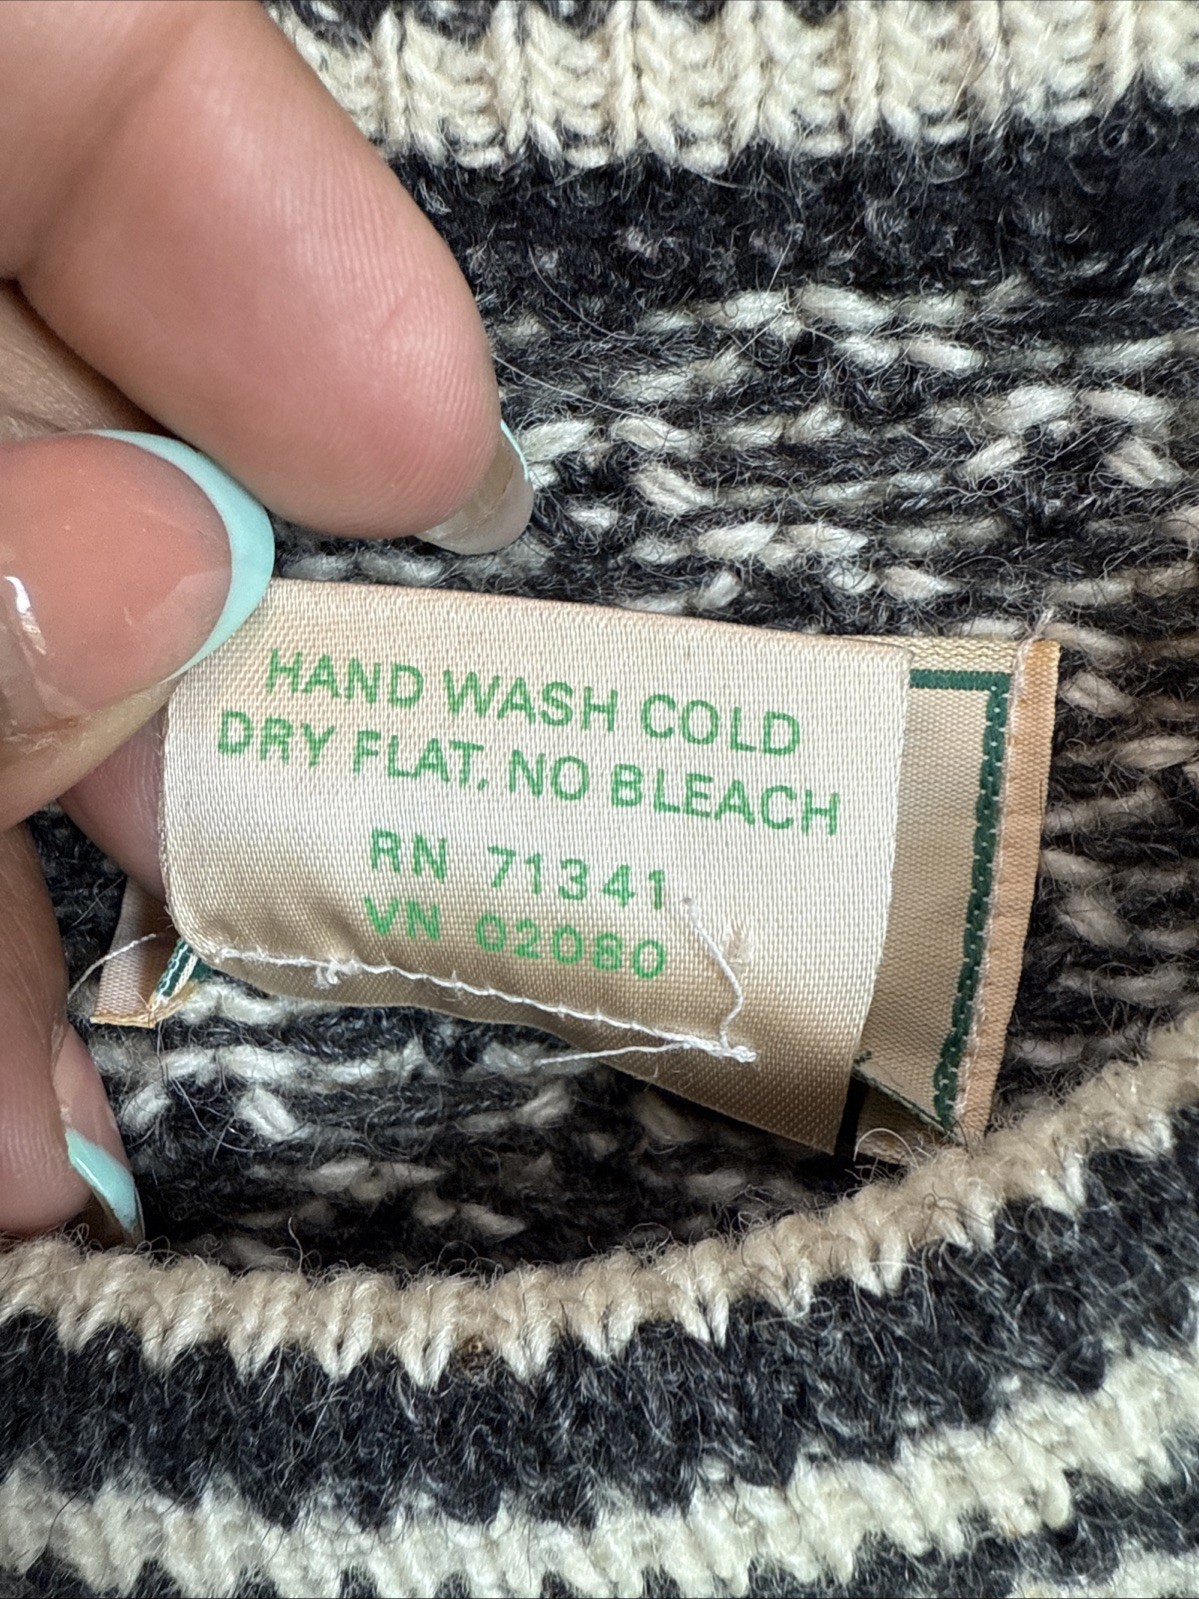 HAND WASH COLD
DRY FLAT, NO BLEACH
RN 71341
VN 02080